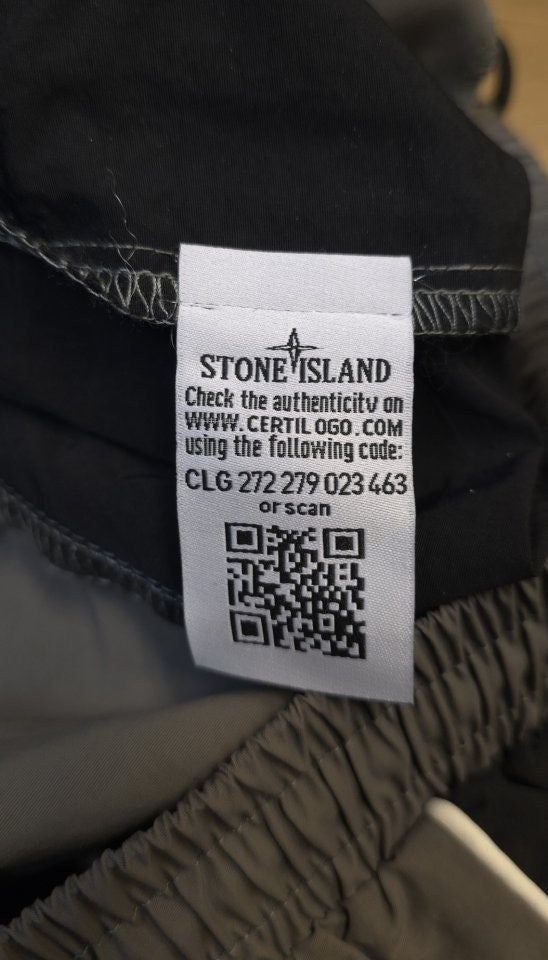 STONE ISLAND
Check the authenticity on
WWW.CERTILOGO.COM
using the following code:
CLG 272 279 023 463
or scan